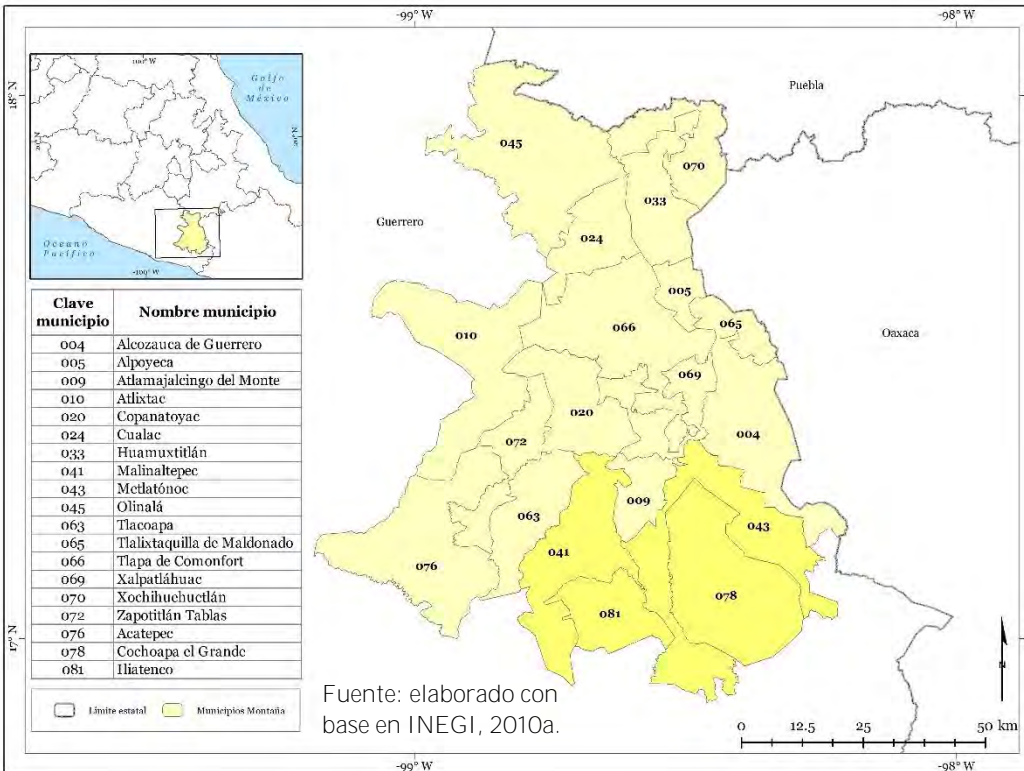 -99° W
-98° W
18° N
17° N
100° W
Golfo
de
México
20° N
Océano
Pacífico
-100° W
Puebla
Guerrero
Oaxaca
045
070
033
024
005
065
010
066
069
020
072
004
009
063
043
041
076
078
081
Clave municipio Nombre municipio
004 Alcozauca de Guerrero
005 Alpoyeca
009 Atlamajalcingo del Monte
010 Atlixtac
020 Copanatoyac
024 Cualac
033 Huamuxtitlán
041 Malinaltepec
043 Metlatónoc
045 Olinalá
063 Tlacoapa
065 Tlalixtaquilla de Maldonado
066 Tlapa de Comonfort
069 Xalpatláhuac
070 Xochihuehuetlán
072 Zapotitlán Tablas
076 Acatepec
078 Cochoapa el Grande
081 Iliatenco
Límite estatal Municipios Montaña
Fuente: elaborado con
base en INEGI, 2010a.
N
0 12.5 25 50 km
-99° W
-98° W